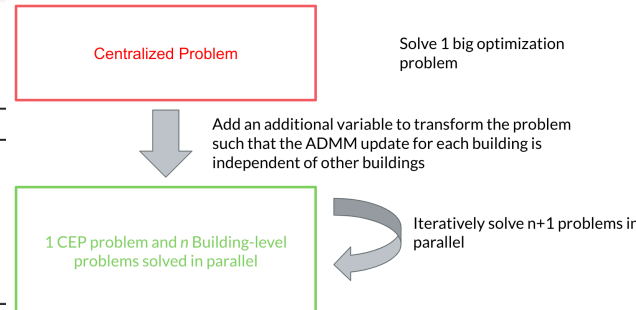 Centralized Problem
Solve 1 big optimization
problem
Add an additional variable to transform the problem
such that the ADMM update for each building is
independent of other buildings
1 CEP problem and n Building-level
problems solved in parallel
Iteratively solve n+1 problems in
parallel